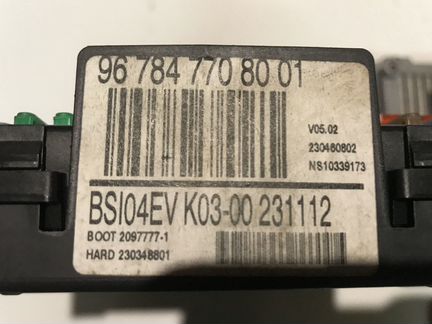 96 784 770 80 01
V05.02
230460802
NS10339173
BSI04EV K03-00 231112
BOOT 2097777-1
HARD 230348801